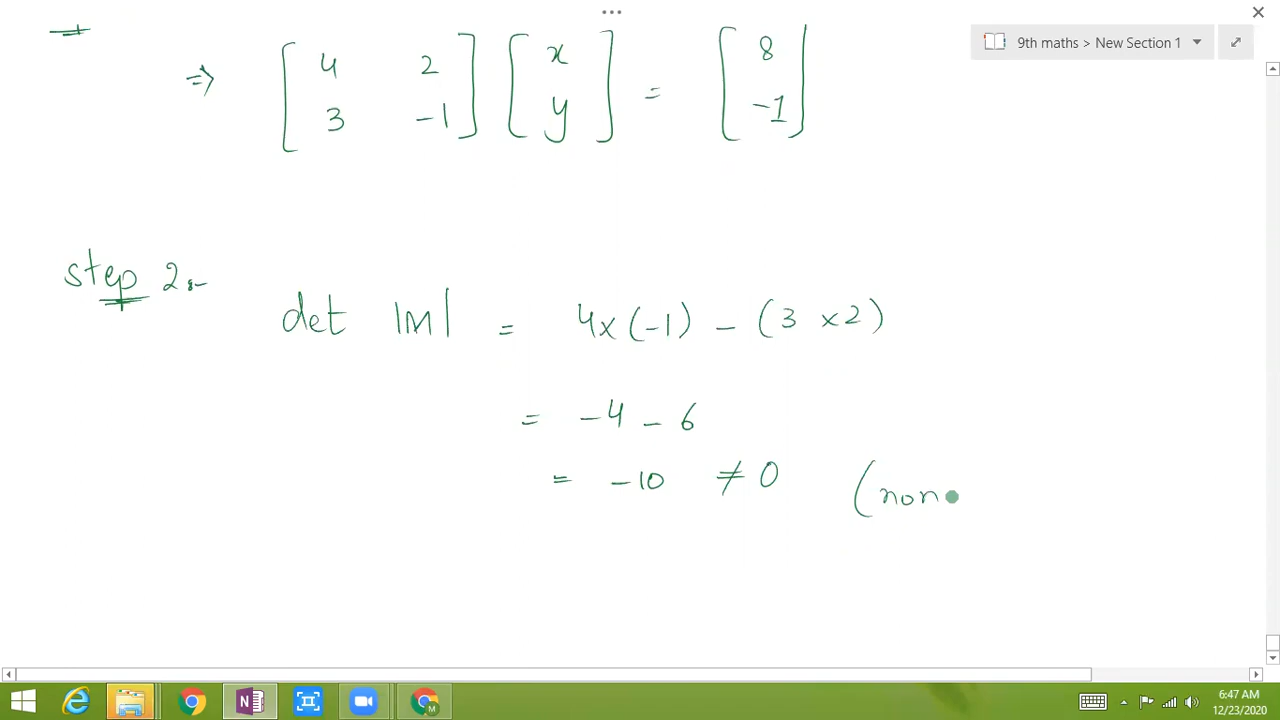 9th maths > New Section 1
=> [ 4 2 ] [ x ] = [ 8 ]
[ 3 -1 ] [ y ] [ -1 ]
step 2:-
det |M| = 4x(-1) - (3 x2)
= -4 - 6
= -10 ≠ 0 (non
6:47 AM
12/23/2020